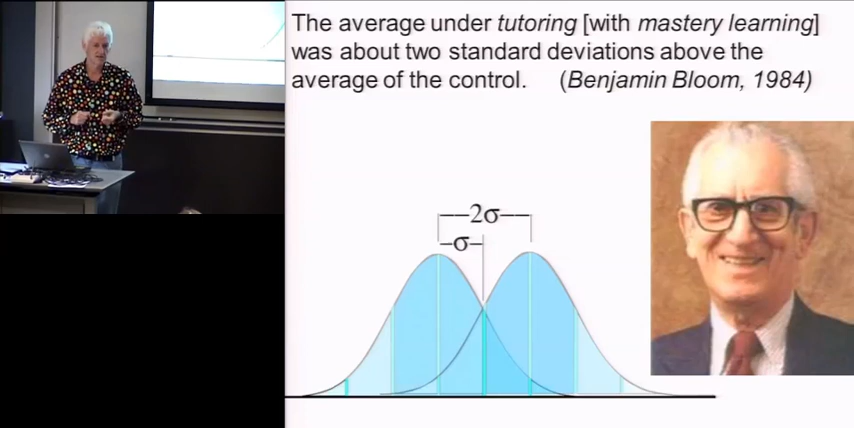 The average under tutoring [with mastery learning]
was about two standard deviations above the
average of the control. (Benjamin Bloom, 1984)
2σ
σ